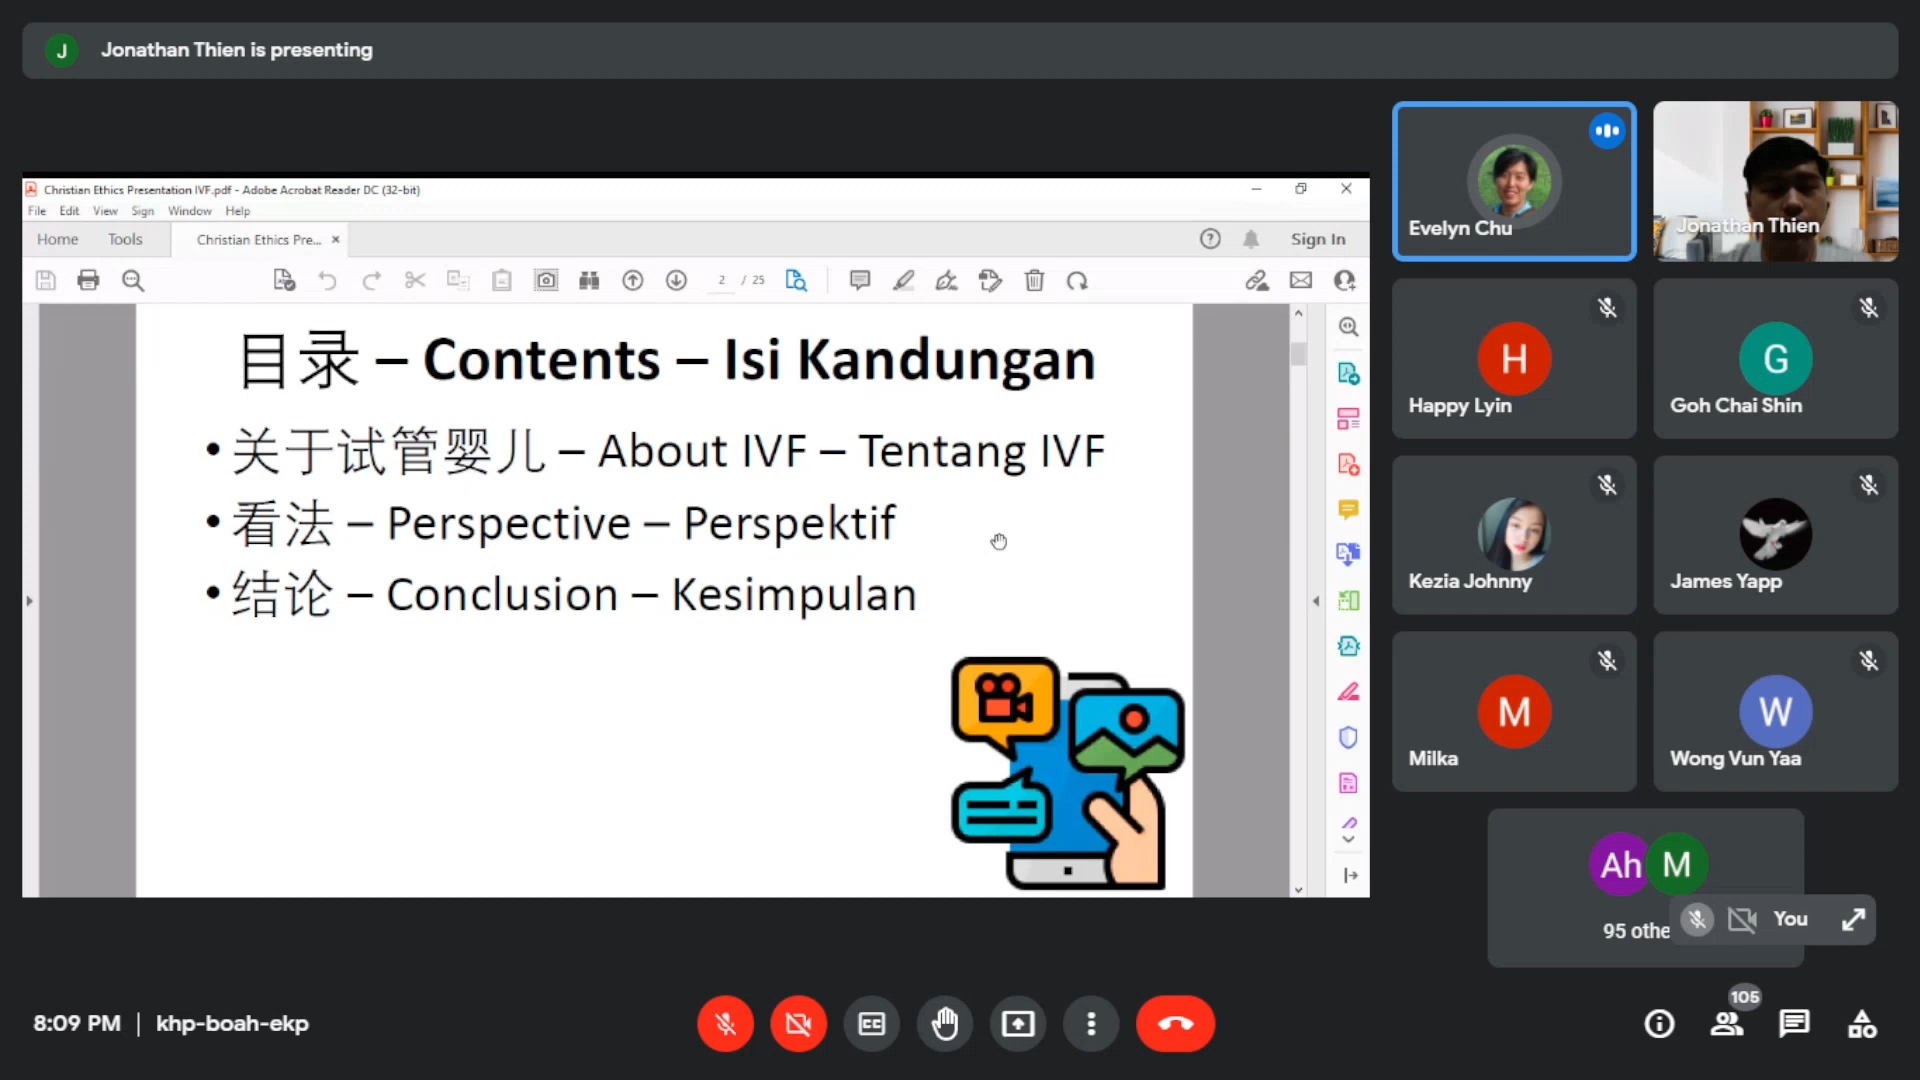 J Jonathan Thien is presenting
Christian Ethics Presentation IVF.pdf - Adobe Acrobat Reader DC (32-bit)
File Edit View Sign Window Help
Home Tools Christian Ethics Pre... × Sign In
2 / 25
目录 – Contents – Isi Kandungan
• 关于试管婴儿 – About IVF – Tentang IVF
• 看法 – Perspective – Perspektif
• 结论 – Conclusion – Kesimpulan
Evelyn Chu
Jonathan Thien
H
Happy Lyin
G
Goh Chai Shin
Kezia Johnny
James Yapp
M
Milka
W
Wong Vun Yaa
Ah M
95 othe
You
8:09 PM | khp-boah-ekp
CC
105